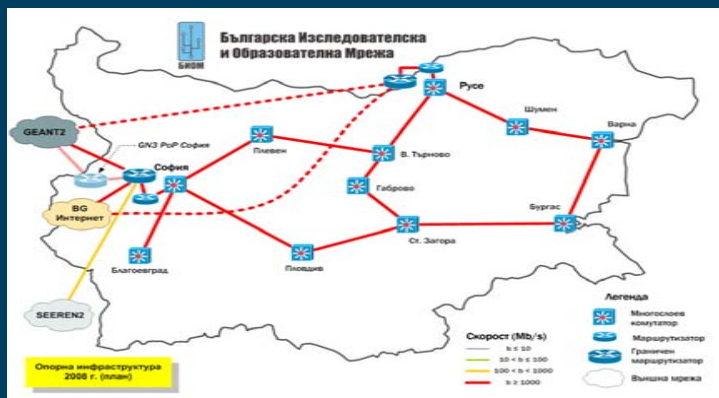 Българска Изследователска
и Образователна Мрежа
БИОМ
Русе
Шумен
Варна
GEANT2
GN3 PoP София
София
Плевен
В. Търново
Габрово
BG
Интернет
Бургас
Ст. Загора
Благоевград
Пловдив
SEEREN2
Легенда
Многослоен
комутатор
Маршрутизатор
Граничен
маршрутизатор
Външна мрежа
Скорост (Mb/s)
b ≤ 10
10 < b ≤ 100
100 < b < 1000
b ≥ 1000
Опорна инфраструктура
2008 г. (план)